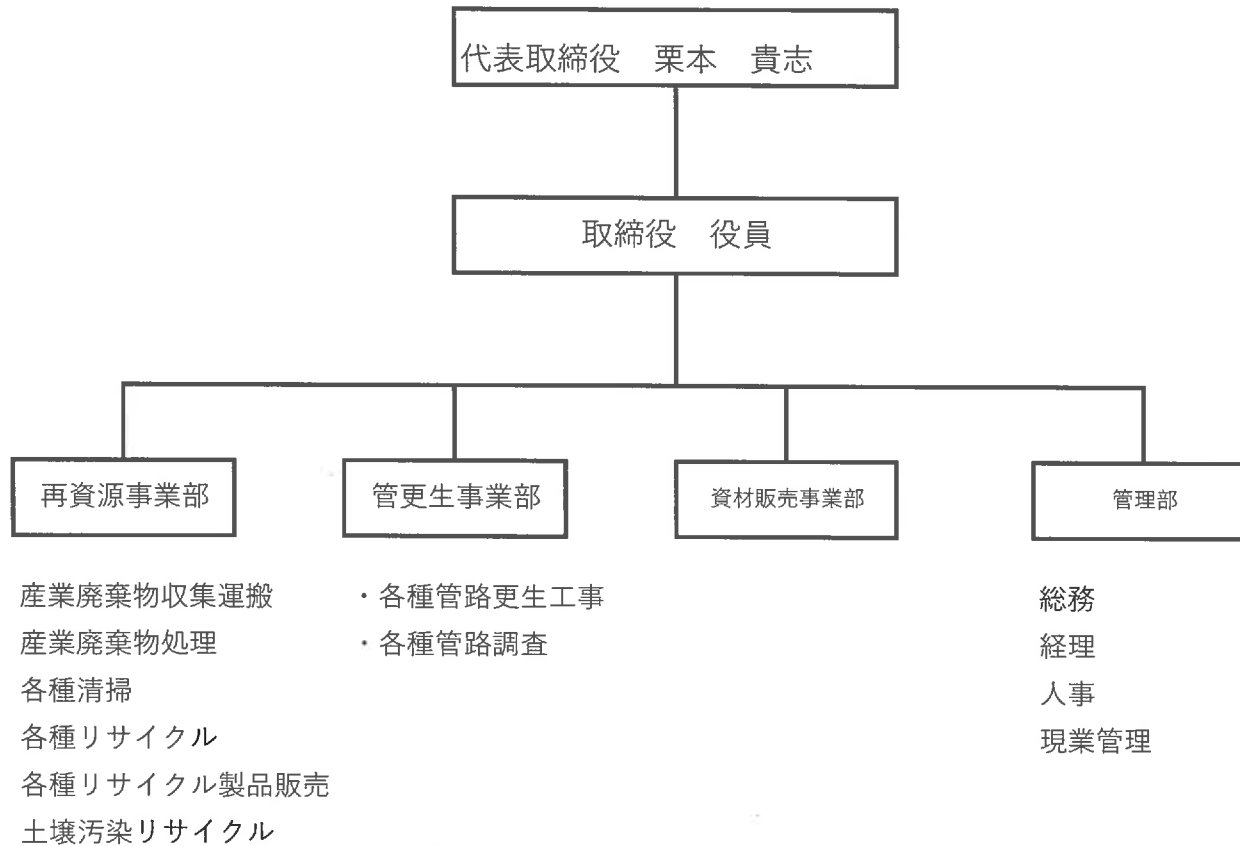 代表取締役　栗本　貴志
取締役　役員
再資源事業部
管更生事業部
資材販売事業部
管理部
産業廃棄物収集運搬
産業廃棄物処理
各種清掃
各種リサイクル
各種リサイクル製品販売
土壌汚染リサイクル
・各種管路更生工事
・各種管路調査
総務
経理
人事
現業管理